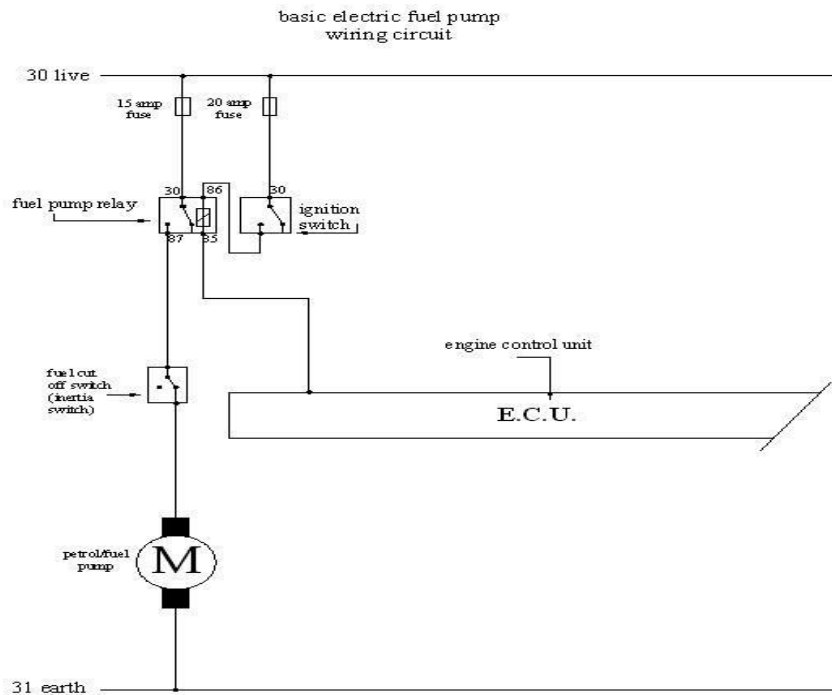 basic electric fuel pump
wiring circuit
30 live
15 amp
fuse
20 amp
fuse
30
86
30
fuel pump relay
ignition
switch
87
85
engine control unit
fuel cut
off switch
(inertia
switch)
E.C.U.
petrol/fuel
pump
M
31 earth